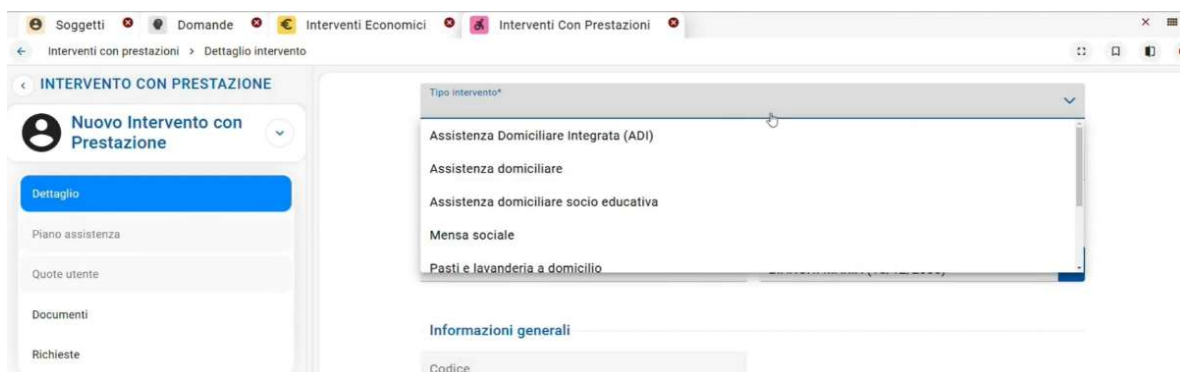 Soggetti Domande Interventi Economici Interventi Con Prestazioni
Interventi con prestazioni > Dettaglio intervento
INTERVENTO CON PRESTAZIONE
Nuovo Intervento con
Prestazione
Dettaglio
Piano assistenza
Quote utente
Documenti
Richieste
Tipo intervento*
Assistenza Domiciliare Integrata (ADI)
Assistenza domiciliare
Assistenza domiciliare socio educativa
Mensa sociale
Pasti e lavanderia a domicilio
Informazioni generali
Codice